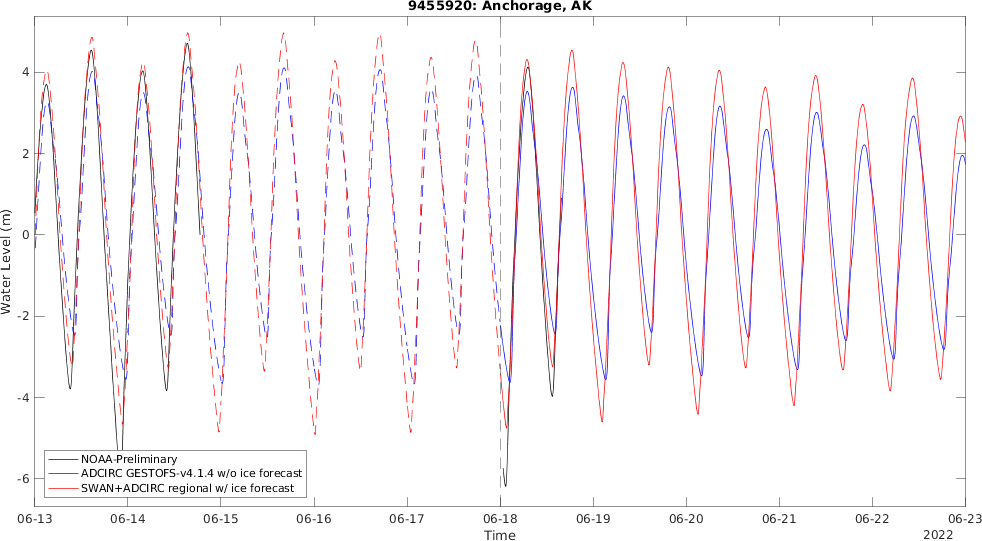 9455920: Anchorage, AK
Water Level (m)
4
2
0
-2
-4
-6
NOAA-Preliminary
ADCIRC GESTOFS-v4.1.4 w/o ice forecast
SWAN+ADCIRC regional w/ ice forecast
06-13 06-14 06-15 06-16 06-17 06-18 06-19 06-20 06-21 06-22 06-23
Time
2022